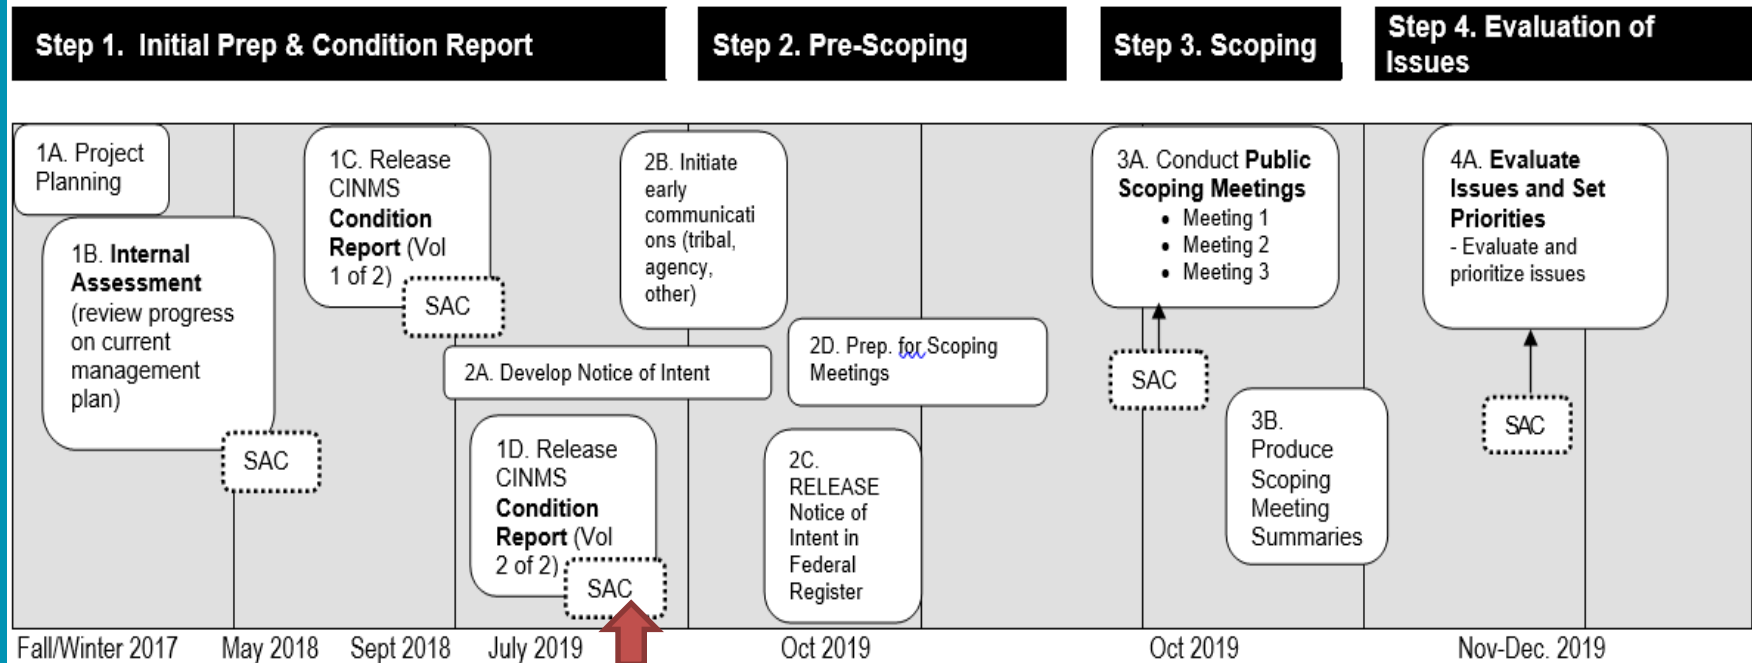 Step 1. Initial Prep & Condition Report
Step 2. Pre-Scoping
Step 3. Scoping
Step 4. Evaluation of
Issues
1A. Project
Planning
1B. Internal
Assessment
(review progress
on current
management
plan)
SAC
1C. Release
CINMS
Condition
Report (Vol
1 of 2)
SAC
2A. Develop Notice of Intent
1D. Release
CINMS
Condition
Report (Vol
2 of 2)
SAC
2B. Initiate
early
communicati
ons (tribal,
agency,
other)
2D. Prep. for Scoping
Meetings
2C.
RELEASE
Notice of
Intent in
Federal
Register
3A. Conduct Public
Scoping Meetings
• Meeting 1
• Meeting 2
• Meeting 3
SAC
3B.
Produce
Scoping
Meeting
Summaries
4A. Evaluate
Issues and Set
Priorities
- Evaluate and
prioritize issues
SAC
Fall/Winter 2017
May 2018
Sept 2018
July 2019
Oct 2019
Oct 2019
Nov-Dec. 2019